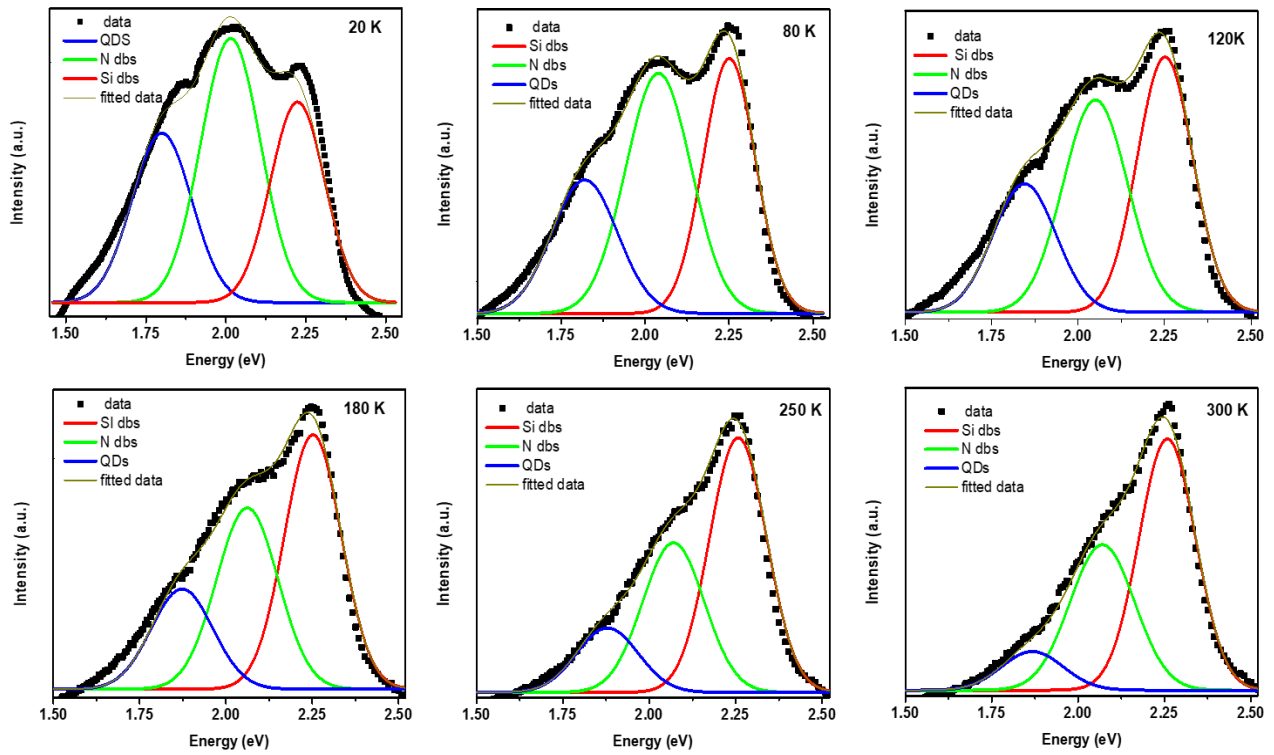 data
QDS
N dbs
Si dbs
fitted data
20 K
Intensity (a.u.)
1.50 1.75 2.00 2.25 2.50
Energy (eV)
data
Si dbs
N dbs
QDs
fitted data
80 K
Intensity (a.u.)
1.50 1.75 2.00 2.25 2.50
Energy (eV)
data
Si dbs
N dbs
QDs
fitted data
120K
Intensity (a.u.)
1.50 1.75 2.00 2.25 2.50
Energy (eV)
data
SI dbs
N dbs
QDs
fitted data
180 K
Intensity (a.u.)
1.50 1.75 2.00 2.25 2.50
Energy (eV)
data
Si dbs
N dbs
QDs
fitted data
250 K
Intensity (a.u.)
1.50 1.75 2.00 2.25 2.50
Energy (eV)
data
Si dbs
N dbs
QDs
fitted data
300 K
Intensity (a.u.)
1.50 1.75 2.00 2.25 2.50
Energy (eV)